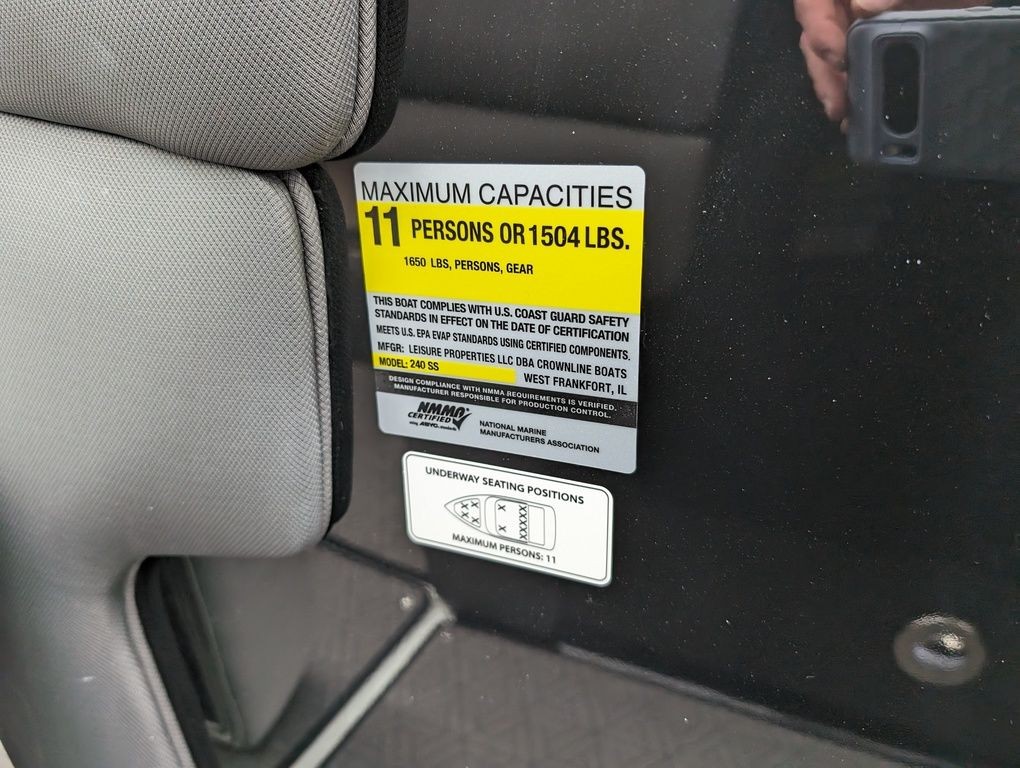 MAXIMUM CAPACITIES
11 PERSONS OR 1504 LBS.
1650 LBS, PERSONS, GEAR
THIS BOAT COMPLIES WITH U.S. COAST GUARD SAFETY
STANDARDS IN EFFECT ON THE DATE OF CERTIFICATION
MEETS U.S. EPA EVAP STANDARDS USING CERTIFIED COMPONENTS.
MFGR: LEISURE PROPERTIES LLC DBA CROWNLINE BOATS
MODEL: 240 SS WEST FRANKFORT, IL
DESIGN COMPLIANCE WITH NMMA REQUIREMENTS IS VERIFIED.
MANUFACTURER RESPONSIBLE FOR PRODUCTION CONTROL.
NMMA
CERTIFIED
using ABYC standards
NATIONAL MARINE
MANUFACTURERS ASSOCIATION
UNDERWAY SEATING POSITIONS
MAXIMUM PERSONS: 11